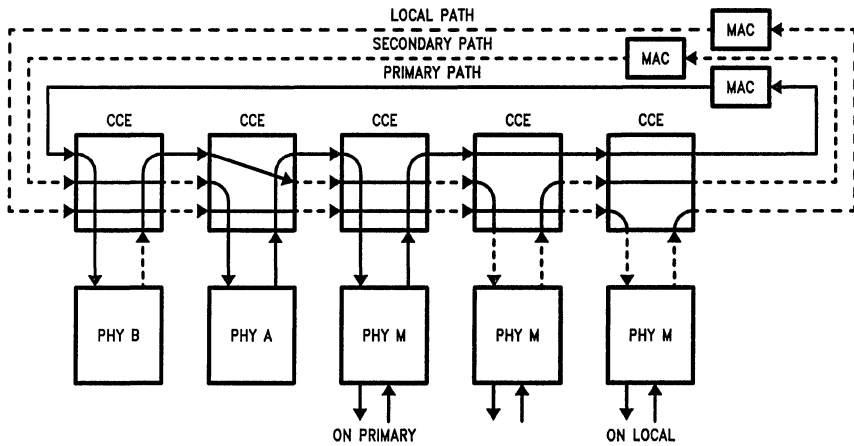 LOCAL PATH
MAC
SECONDARY PATH
MAC
PRIMARY PATH
MAC
CCE
CCE
CCE
CCE
CCE
PHY B
PHY A
PHY M
PHY M
PHY M
ON PRIMARY
ON LOCAL